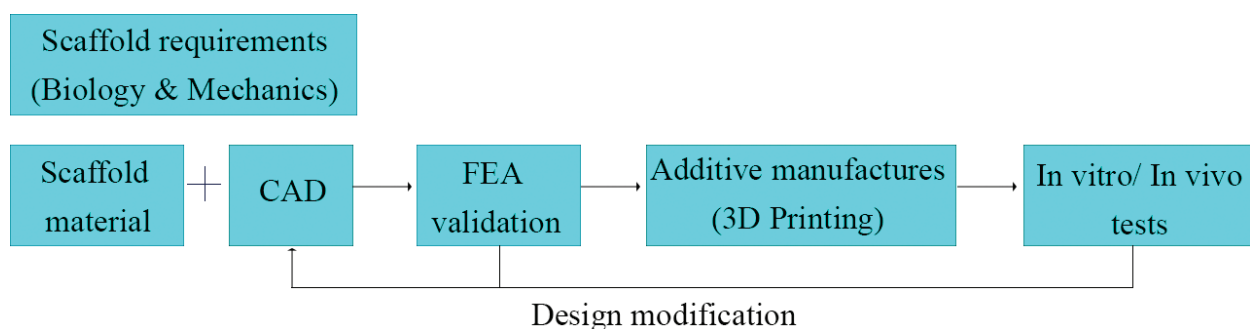 Scaffold requirements
(Biology & Mechanics)
Scaffold
material
+
CAD
FEA
validation
Additive manufactures
(3D Printing)
In vitro/ In vivo
tests
Design modification